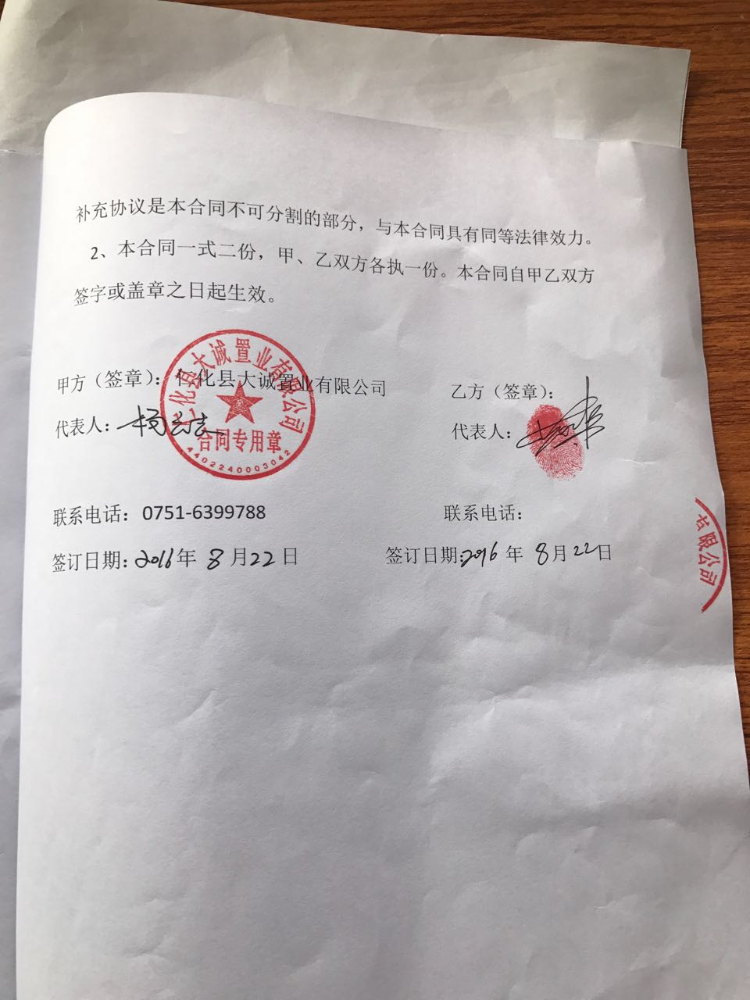 补充协议是本合同不可分割的部分，与本合同具有同等法律效力。
2、本合同一式二份，甲、乙双方各执一份。本合同自甲乙双方
签字或盖章之日起生效。
甲方（签章）：仁化县大诚置业有限公司
乙方（签章）：
代表人：
代表人：
仁化县大诚置业有限公司
合同专用章
4402240003042
联系电话：0751-6399788
联系电话：
签订日期：2016年 8月22日
签订日期：2016年 8月22日
有限公司